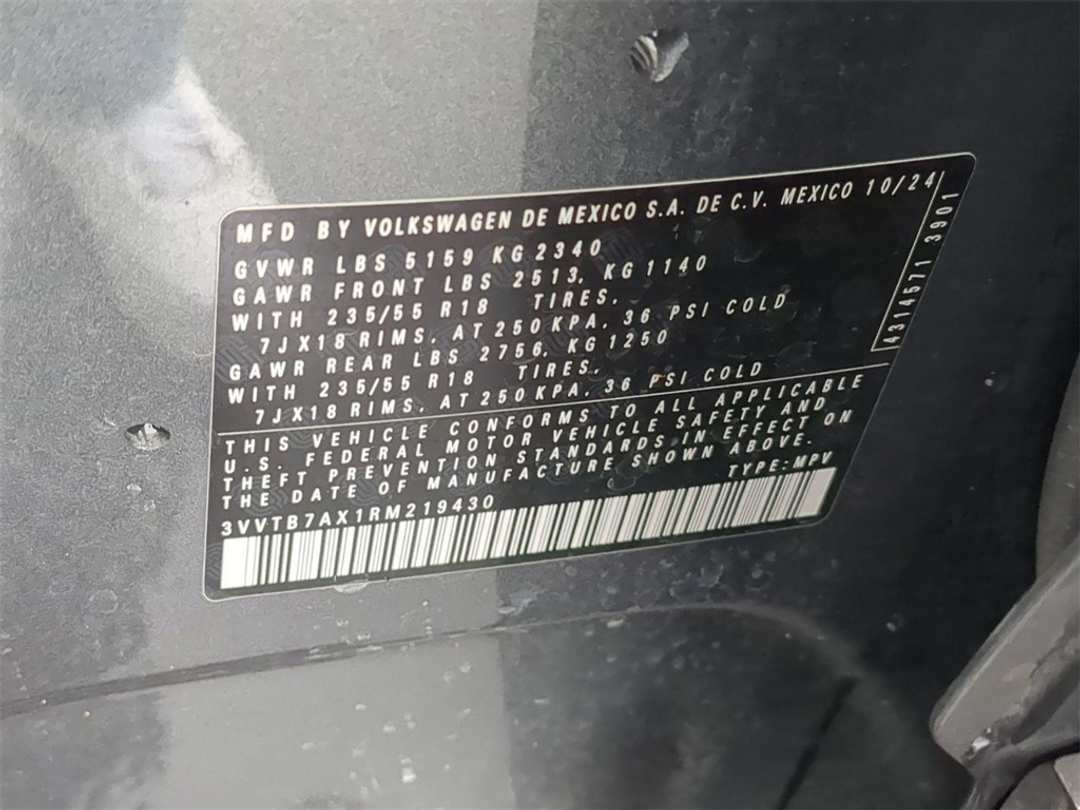 MFD BY VOLKSWAGEN DE MEXICO S.A. DE C.V. MEXICO 10/24
GVWR LBS 5159 KG 2340
GAWR FRONT LBS 2513, KG 1140
WITH 235/55 R18 TIRES,
7JX18 RIMS, AT 250 KPA, 36 PSI COLD
GAWR REAR LBS 2756, KG 1250
WITH 235/55 R18 TIRES,
7JX18 RIMS, AT 250 KPA, 36 PSI COLD
4314571 3901
THIS VEHICLE CONFORMS TO ALL APPLICABLE
U.S. FEDERAL MOTOR VEHICLE SAFETY AND
THEFT PREVENTION STANDARDS IN EFFECT ON
THE DATE OF MANUFACTURE SHOWN ABOVE.
3VVTB7AX1RM219430 TYPE:MPV